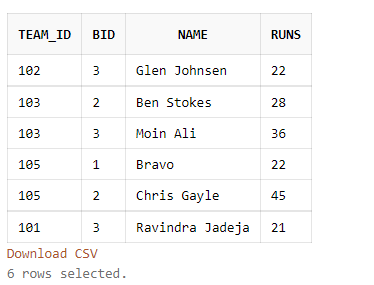 TEAM_ID BID NAME RUNS
102 3 Glen Johnsen 22
103 2 Ben Stokes 28
103 3 Moin Ali 36
105 1 Bravo 22
105 2 Chris Gayle 45
101 3 Ravindra Jadeja 21
Download CSV
6 rows selected.